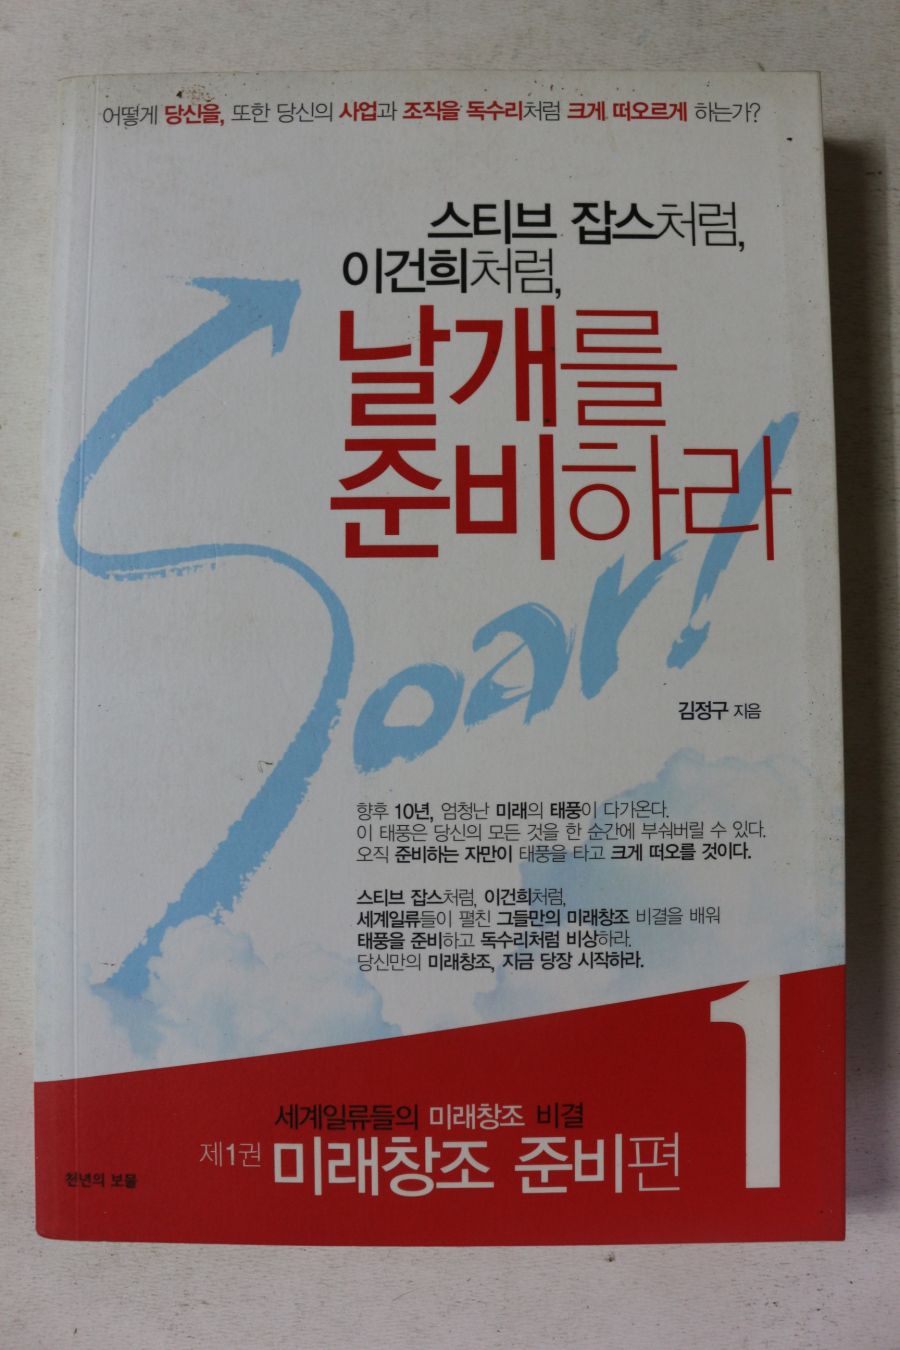 어떻게 당신을, 또한 당신의 사업과 조직을 독수리처럼 크게 떠오르게 하는가?
스티브 잡스처럼,
이건희처럼,
날개를
준비하라
Soar!
김정구 지음
향후 10년, 엄청난 미래의 태풍이 다가온다.
이 태풍은 당신의 모든 것을 한 순간에 부숴버릴 수 있다.
오직 준비하는 자만이 태풍을 타고 크게 떠오를 것이다.
스티브 잡스처럼, 이건희처럼,
세계일류들이 펼친 그들만의 미래창조 비결을 배워
태풍을 준비하고 독수리처럼 비상하라.
당신만의 미래창조, 지금 당장 시작하라.
1
세계일류들의 미래창조 비결
제1권 미래창조 준비편
천년의 보물